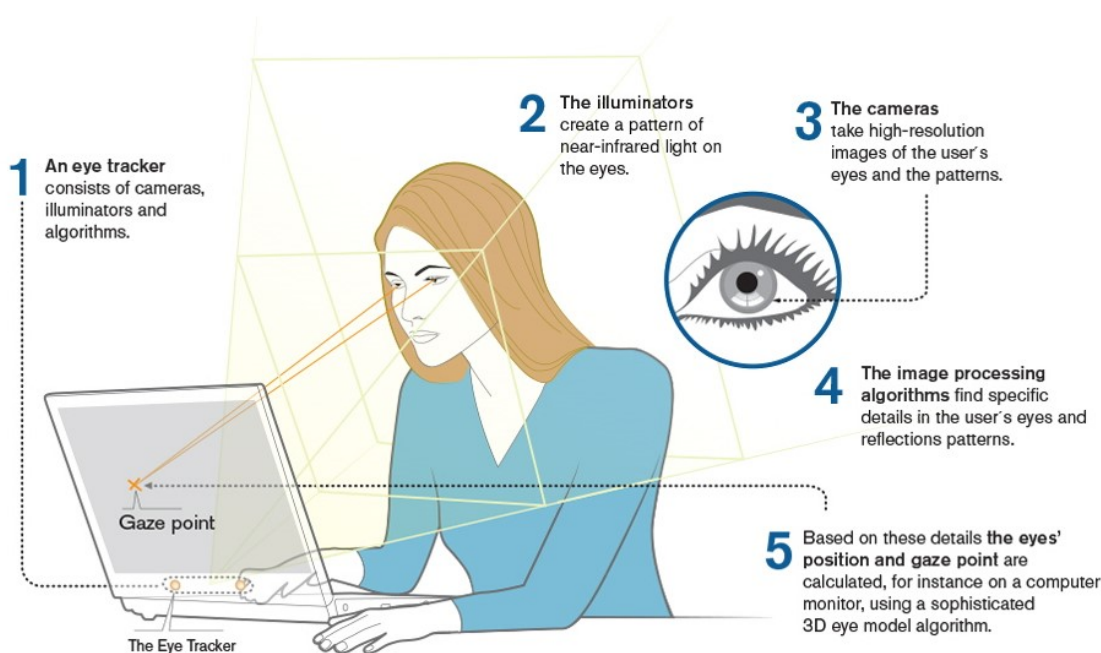 1 An eye tracker
consists of cameras,
illuminators and
algorithms.
2 The illuminators
create a pattern of
near-infrared light on
the eyes.
3 The cameras
take high-resolution
images of the user´s
eyes and the patterns.
4 The image processing
algorithms find specific
details in the user´s eyes and
reflections patterns.
Gaze point
5 Based on these details the eyes’
position and gaze point are
calculated, for instance on a computer
monitor, using a sophisticated
3D eye model algorithm.
The Eye Tracker